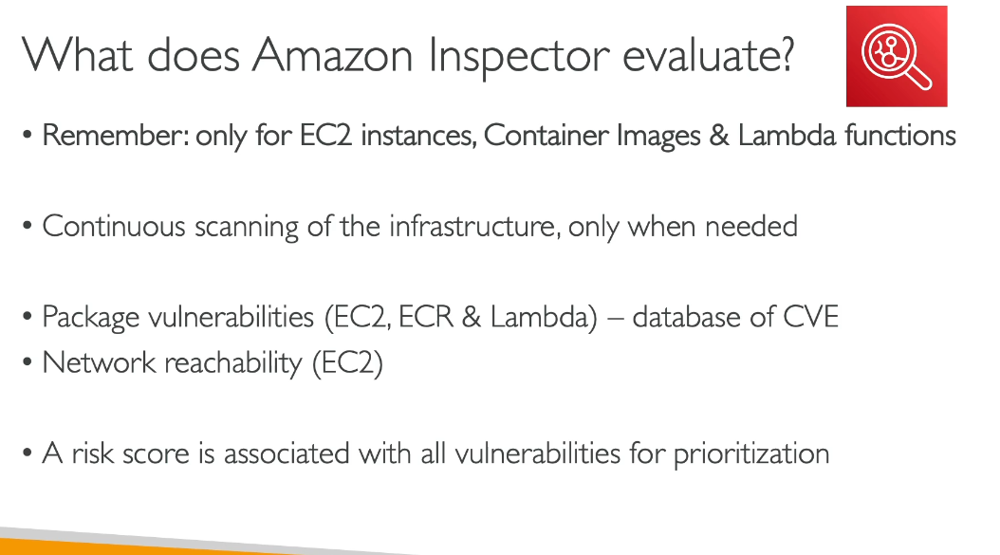 What does Amazon Inspector evaluate?
• Remember: only for EC2 instances, Container Images & Lambda functions
• Continuous scanning of the infrastructure, only when needed
• Package vulnerabilities (EC2, ECR & Lambda) – database of CVE
• Network reachability (EC2)
• A risk score is associated with all vulnerabilities for prioritization